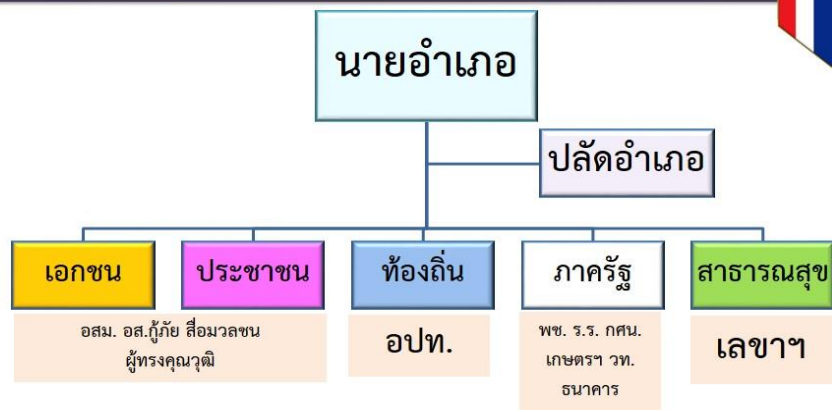 นายอำเภอ
ปลัดอำเภอ
เอกชน
ประชาชน
ท้องถิ่น
ภาครัฐ
สาธารณสุข
อสม. อส.กู้ภัย สื่อมวลชน
ผู้ทรงคุณวุฒิ
อปท.
พช. ร.ร. กศน.
เกษตรฯ วท.
ธนาคาร
เลขาฯ